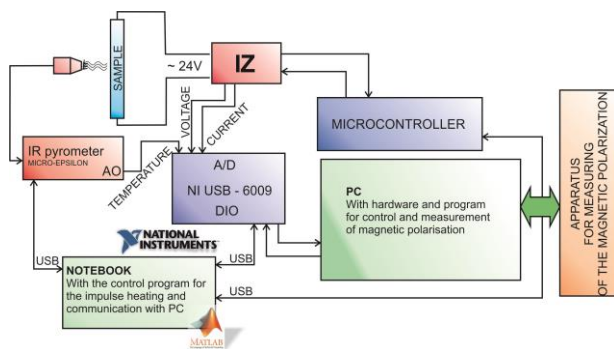 SAMPLE
~ 24V
IZ
VOLTAGE
CURRENT
TEMPERATURE
MICROCONTROLLER
IR pyrometer
MICRO-EPSILON
AO
A/D
NI USB - 6009
DIO
PC
With hardware and program
for control and measurement
of magnetic polarisation
APPARATUS
FOR MEASURING
OF THE MAGNETIC POLARIZATION
NATIONAL
INSTRUMENTS
USB
USB
USB
NOTEBOOK
With the control program for
the impulse heating and
communication with PC
MATLAB